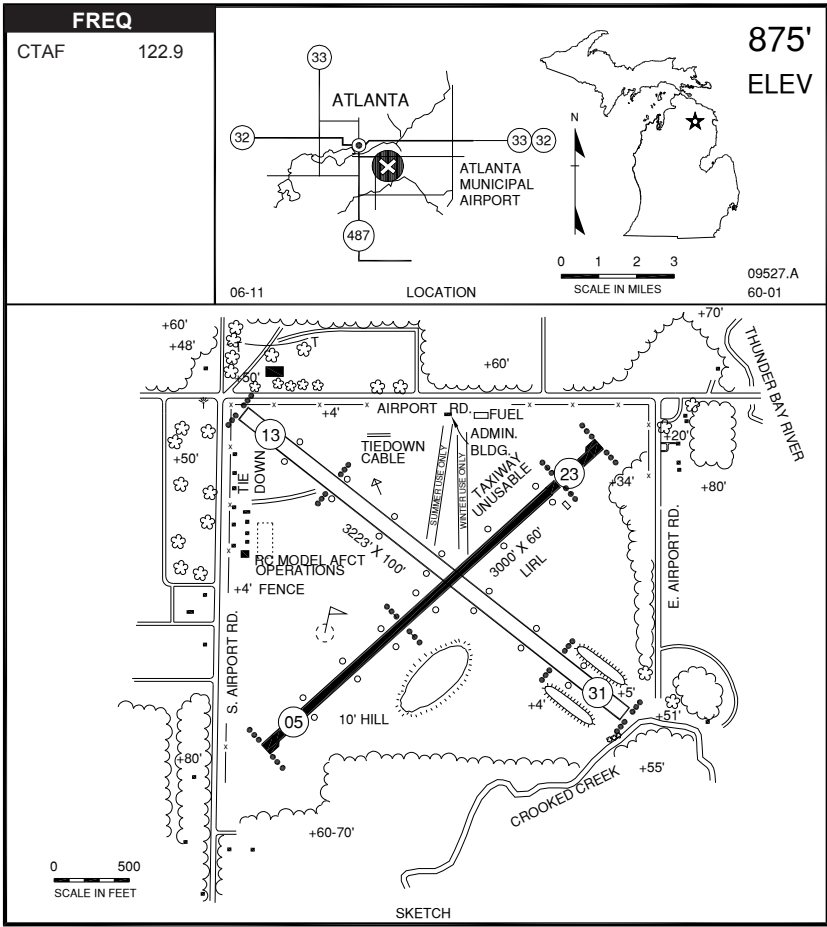 FREQ
CTAF 122.9
33
ATLANTA
32
33 32
ATLANTA
MUNICIPAL
AIRPORT
487
06-11
LOCATION
N
875'
ELEV
0 1 2 3
SCALE IN MILES
09527.A
60-01
+60'
+48'
T
T
+50'
+60'
+70'
THUNDER BAY RIVER
AIRPORT RD.
+4'
FUEL
ADMIN.
BLDG.
13
TIEDOWN
CABLE
TIE
DOWN
SUMMER USE ONLY
WINTER USE ONLY
TAXIWAY
UNUSABLE
23
+20'
+34'
+80'
+50'
3223' X 100'
3000' X 60'
LIRL
RC MODEL AFCT
OPERATIONS
+4' FENCE
E. AIRPORT RD.
S. AIRPORT RD.
05
10' HILL
31
+5'
+4'
+51'
+80'
+55'
CROOKED CREEK
+60-70'
0 500
SCALE IN FEET
SKETCH